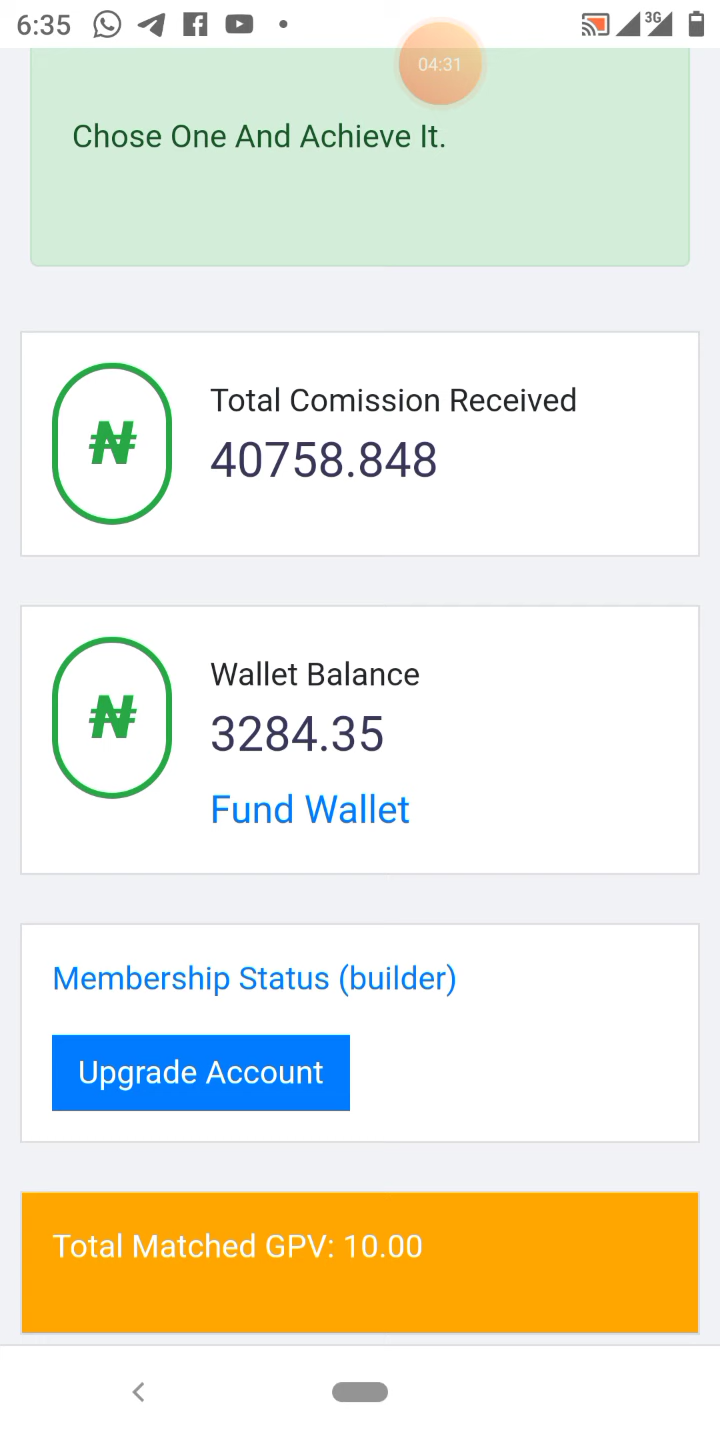 6:35
3G
04:31
Chose One And Achieve It.
₦
Total Comission Received
40758.848
₦
Wallet Balance
3284.35
Fund Wallet
Membership Status (builder)
Upgrade Account
Total Matched GPV: 10.00